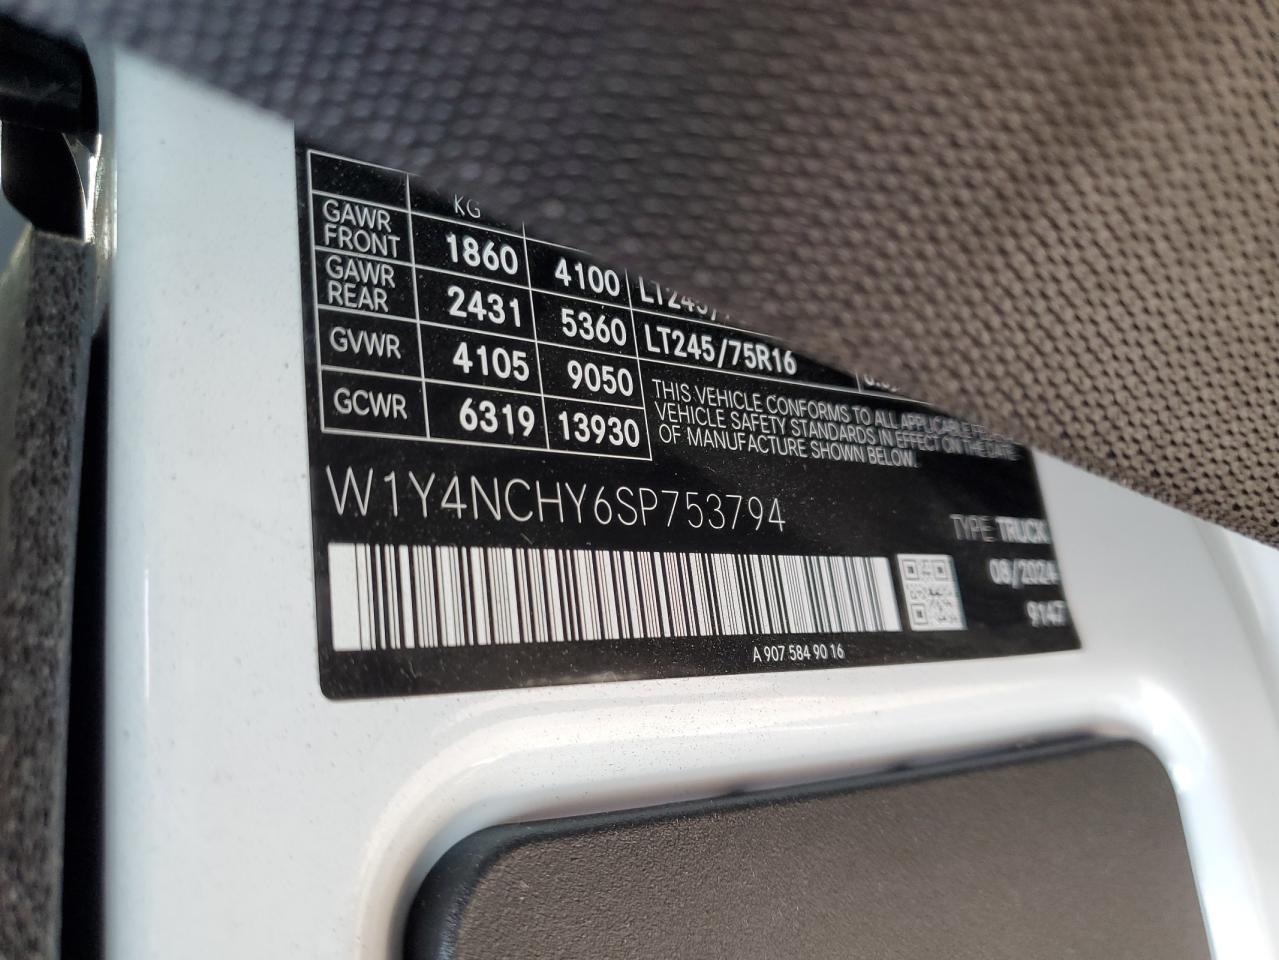 KG
GAWR FRONT 1860 4100
GAWR REAR 2431 5360 LT245/75R16
GVWR 4105 9050
GCWR 6319 13930
THIS VEHICLE CONFORMS TO ALL APPLICABLE
VEHICLE SAFETY STANDARDS IN EFFECT ON THE DATE
OF MANUFACTURE SHOWN BELOW.
W1Y4NCHY6SP753794
TYPE: TRUCK
08/2024
9147
A 907 584 90 16